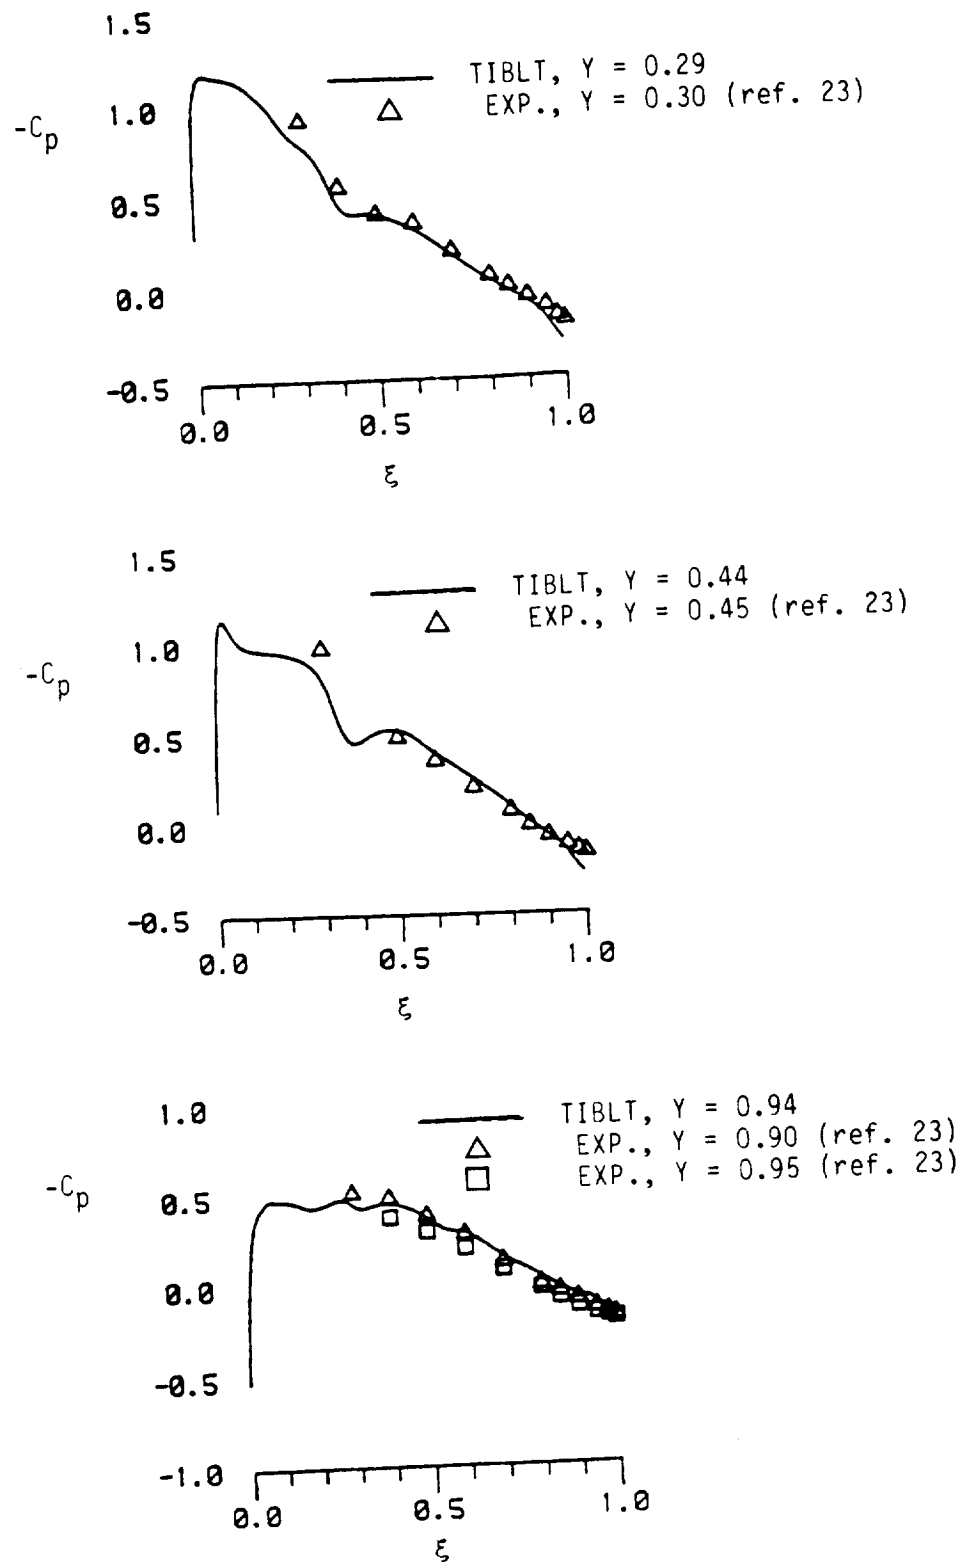 1.5
TIBLT, Y = 0.29
EXP., Y = 0.30 (ref. 23)
1.0
-Cp
0.5
0.0
-0.5
0.0 0.5 1.0
ξ
1.5
TIBLT, Y = 0.44
EXP., Y = 0.45 (ref. 23)
1.0
-Cp
0.5
0.0
-0.5
0.0 0.5 1.0
ξ
1.0
TIBLT, Y = 0.94
EXP., Y = 0.90 (ref. 23)
EXP., Y = 0.95 (ref. 23)
-Cp
0.5
0.0
-0.5
-1.0
0.0 0.5 1.0
ξ